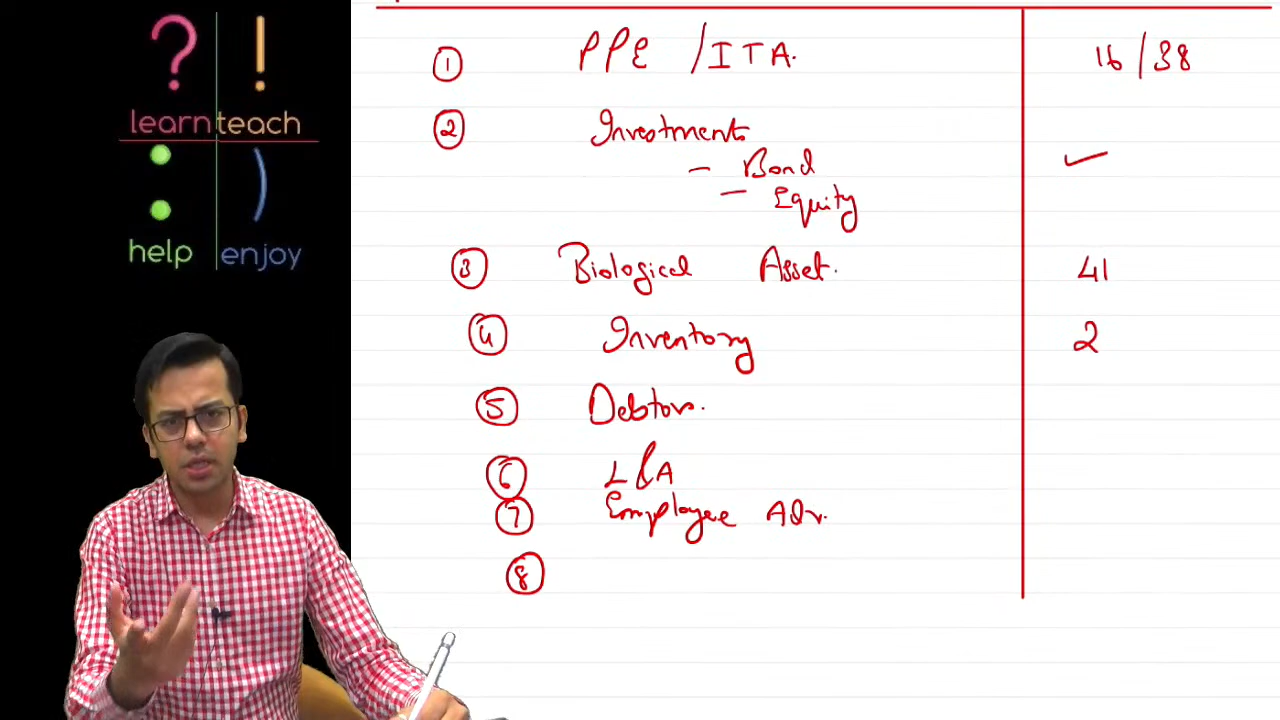 ? !
learn teach
: )
help enjoy
① PPE /ITA. 16/38
② Investments
- Bond ✓
- Equity
③ Biological Asset. 41
④ Inventory 2
⑤ Debtors.
⑥ L&A
⑦ Employee Adv.
⑧